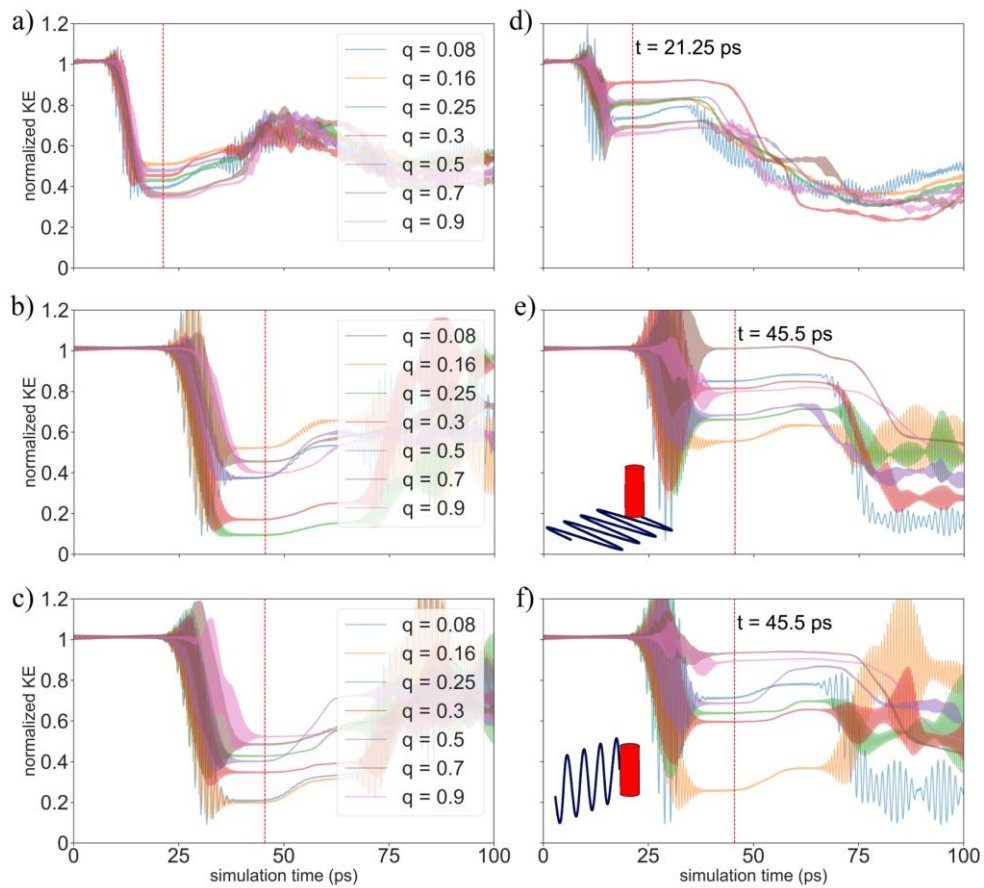 a)
1.2
1
0.8
0.6
0.4
0.2
0
normalized KE
q = 0.08
q = 0.16
q = 0.25
q = 0.3
q = 0.5
q = 0.7
q = 0.9
d)
t = 21.25 ps
b)
1.2
1
0.8
0.6
0.4
0.2
0
normalized KE
q = 0.08
q = 0.16
q = 0.25
q = 0.3
q = 0.5
q = 0.7
q = 0.9
e)
t = 45.5 ps
c)
1.2
1
0.8
0.6
0.4
0.2
0
normalized KE
q = 0.08
q = 0.16
q = 0.25
q = 0.3
q = 0.5
q = 0.7
q = 0.9
0 25 50 75 100
simulation time (ps)
f)
t = 45.5 ps
0 25 50 75 100
simulation time (ps)